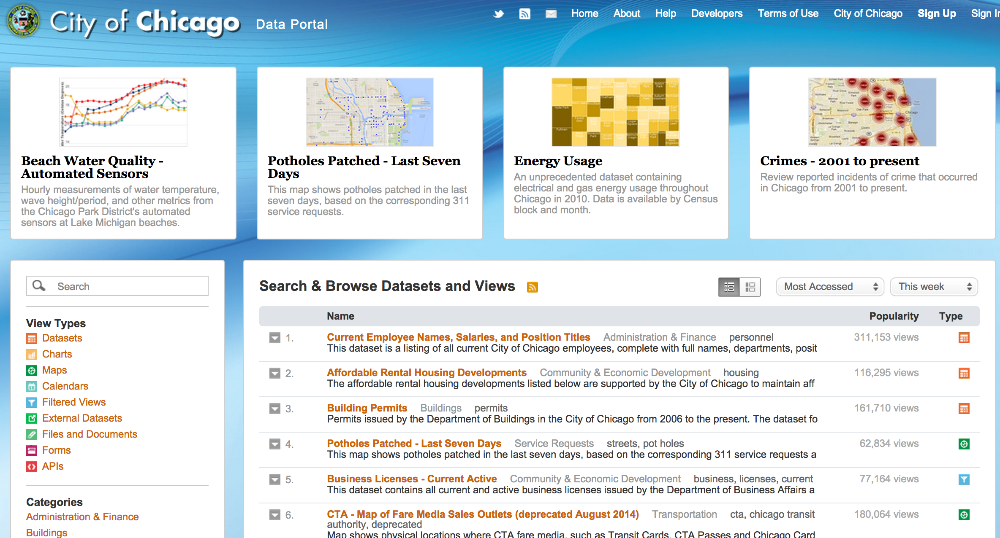 City of Chicago Data Portal
Home About Help Developers Terms of Use City of Chicago Sign Up Sign In
Beach Water Quality -
Automated Sensors
Hourly measurements of water temperature,
wave height/period, and other metrics from
the Chicago Park District's automated
sensors at Lake Michigan beaches.
Potholes Patched - Last Seven
Days
This map shows potholes patched in the last
seven days, based on the corresponding 311
service requests.
Energy Usage
An unprecedented dataset containing
electrical and gas energy usage throughout
Chicago in 2010. Data is available by Census
block and month.
Crimes - 2001 to present
Review reported incidents of crime that occurred
in Chicago from 2001 to present.
Search
View Types
Datasets
Charts
Maps
Calendars
Filtered Views
External Datasets
Files and Documents
Forms
APIs
Categories
Administration & Finance
Buildings
Search & Browse Datasets and Views
Most Accessed This week
Name Popularity Type
1. Current Employee Names, Salaries, and Position Titles Administration & Finance personnel 311,153 views
This dataset is a listing of all current City of Chicago employees, complete with full names, departments, posit
2. Affordable Rental Housing Developments Community & Economic Development housing 116,295 views
The affordable rental housing developments listed below are supported by the City of Chicago to maintain aff
3. Building Permits Buildings permits 161,710 views
Permits issued by the Department of Buildings in the City of Chicago from 2006 to the present. The dataset fo
4. Potholes Patched - Last Seven Days Service Requests streets, pot holes 62,834 views
This map shows potholes patched in the last seven days, based on the corresponding 311 service requests a
5. Business Licenses - Current Active Community & Economic Development business, licenses, current 77,164 views
This dataset contains all current and active business licenses issued by the Department of Business Affairs a
6. CTA - Map of Fare Media Sales Outlets (deprecated August 2014) Transportation cta, chicago transit 180,064 views
authority, deprecated
Map shows physical locations where CTA fare media, such as Transit Cards, CTA Passes and Chicago Card